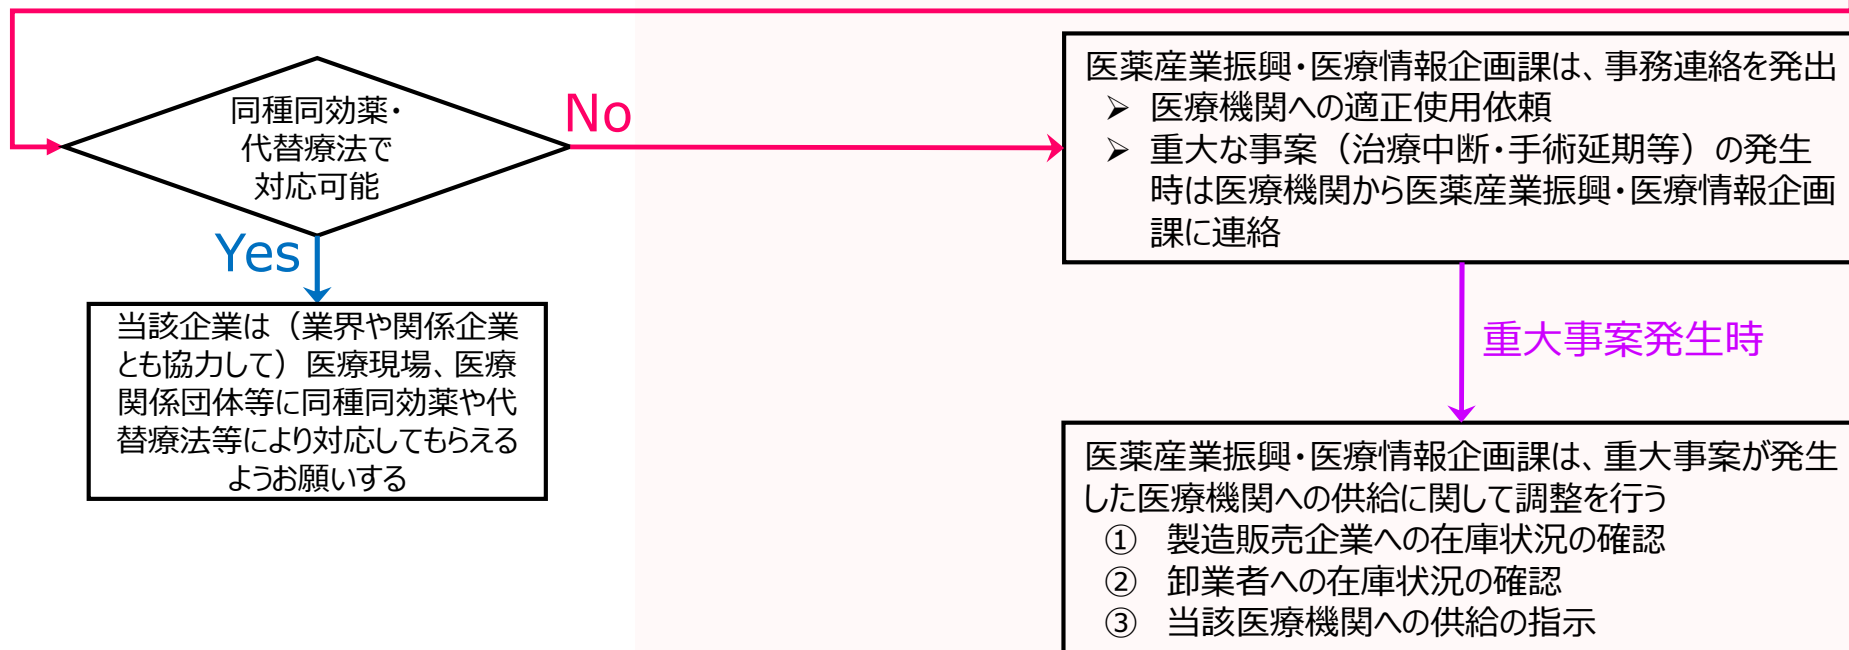 同種同効薬・
代替療法で
対応可能
No
Yes
当該企業は（業界や関係企業
とも協力して）医療現場、医療
関係団体等に同種同効薬や代
替療法等により対応してもらえる
ようお願いする
医薬産業振興・医療情報企画課は、事務連絡を発出
➢ 医療機関への適正使用依頼
➢ 重大な事案（治療中断・手術延期等）の発生
時は医療機関から医薬産業振興・医療情報企画
課に連絡
重大事案発生時
医薬産業振興・医療情報企画課は、重大事案が発生
した医療機関への供給に関して調整を行う
① 製造販売企業への在庫状況の確認
② 卸業者への在庫状況の確認
③ 当該医療機関への供給の指示